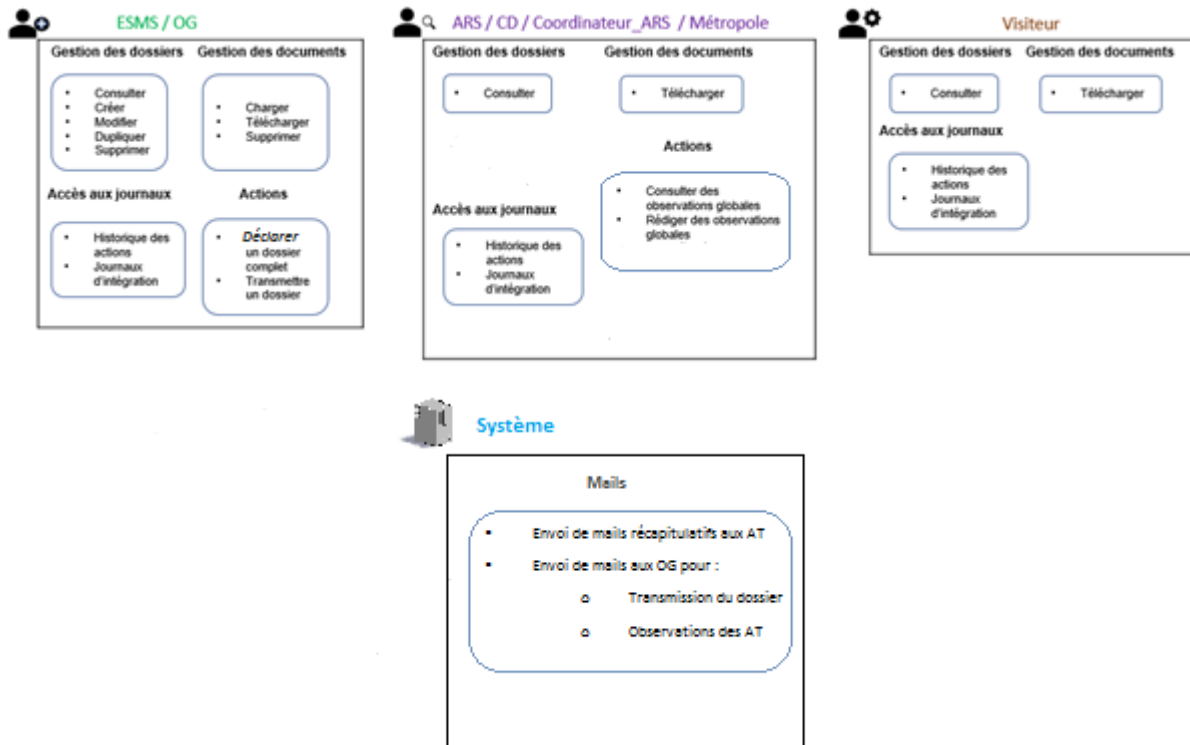 ESMS / OG
Gestion des dossiers
Gestion des documents
Consulter
Créer
Modifier
Dupliquer
Supprimer
Charger
Télécharger
Supprimer
Accès aux journaux
Actions
Historique des
actions
Journaux
d'intégration
Déclarer
un dossier
complet
Transmettre
un dossier
ARS / CD / Coordinateur_ARS / Métropole
Gestion des dossiers
Gestion des documents
Consulter
Télécharger
Actions
Consulter des
observations globales
Rédiger des observations
globales
Accès aux journaux
Historique des
actions
Journaux
d'intégration
Visiteur
Gestion des dossiers
Gestion des documents
Consulter
Télécharger
Accès aux journaux
Historique des
actions
Journaux
d'intégration
Système
Mails
Envoi de mails récapitulatifs aux AT
Envoi de mails aux OG pour :
Transmission du dossier
Observations des AT